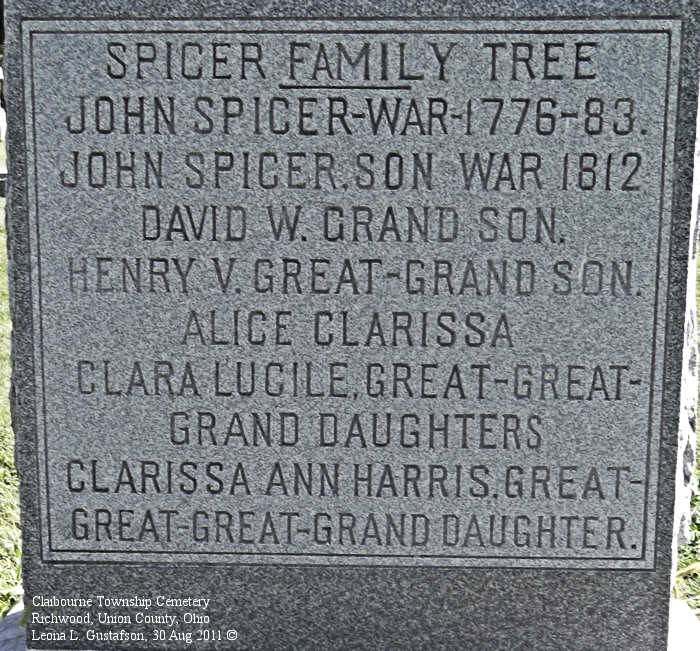 SPICER FAMILY TREE
JOHN SPICER-WAR-1776-83.
JOHN SPICER. SON WAR 1812
DAVID W. GRAND SON.
HENRY V. GREAT-GRAND SON.
ALICE CLARISSA
CLARA LUCILE, GREAT-GREAT-
GRAND DAUGHTERS
CLARISSA ANN HARRIS. GREAT-
GREAT-GREAT-GRAND DAUGHTER.
Claibourne Township Cemetery
Richwood, Union County, Ohio
Leona L. Gustafson, 30 Aug 2011 ©